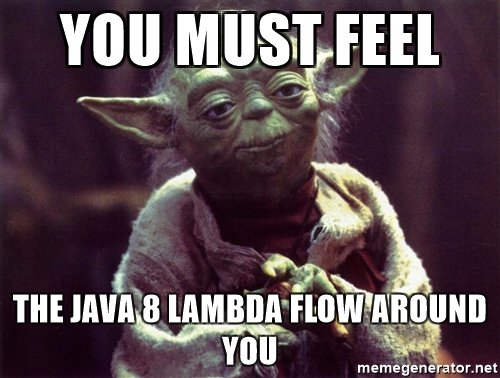 YOU MUST FEEL
THE JAVA 8 LAMBDA FLOW AROUND
YOU
memegenerator.net